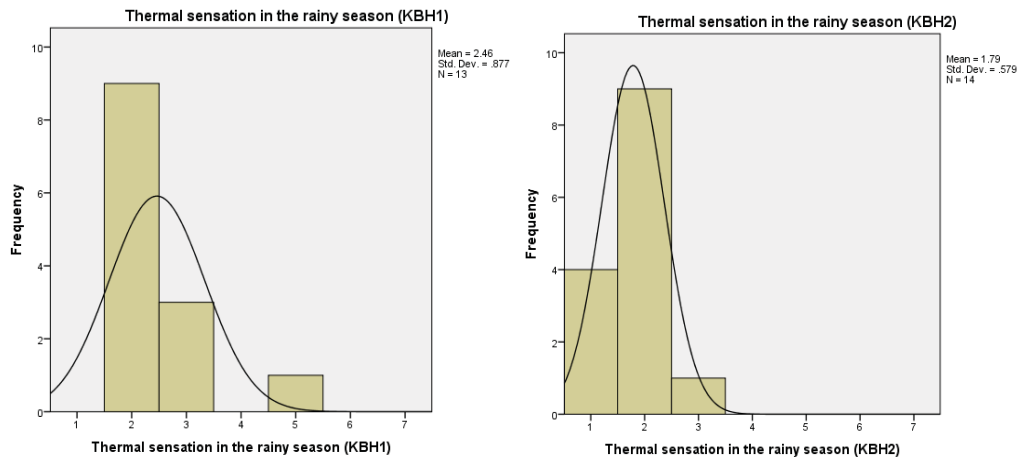 Thermal sensation in the rainy season (KBH1)
Mean = 2.46
Std. Dev. = .877
N = 13
10
8
6
4
2
0
Frequency
1 2 3 4 5 6 7
Thermal sensation in the rainy season (KBH1)
Thermal sensation in the rainy season (KBH2)
Mean = 1.79
Std. Dev. = .579
N = 14
10
8
6
4
2
0
Frequency
1 2 3 4 5 6 7
Thermal sensation in the rainy season (KBH2)